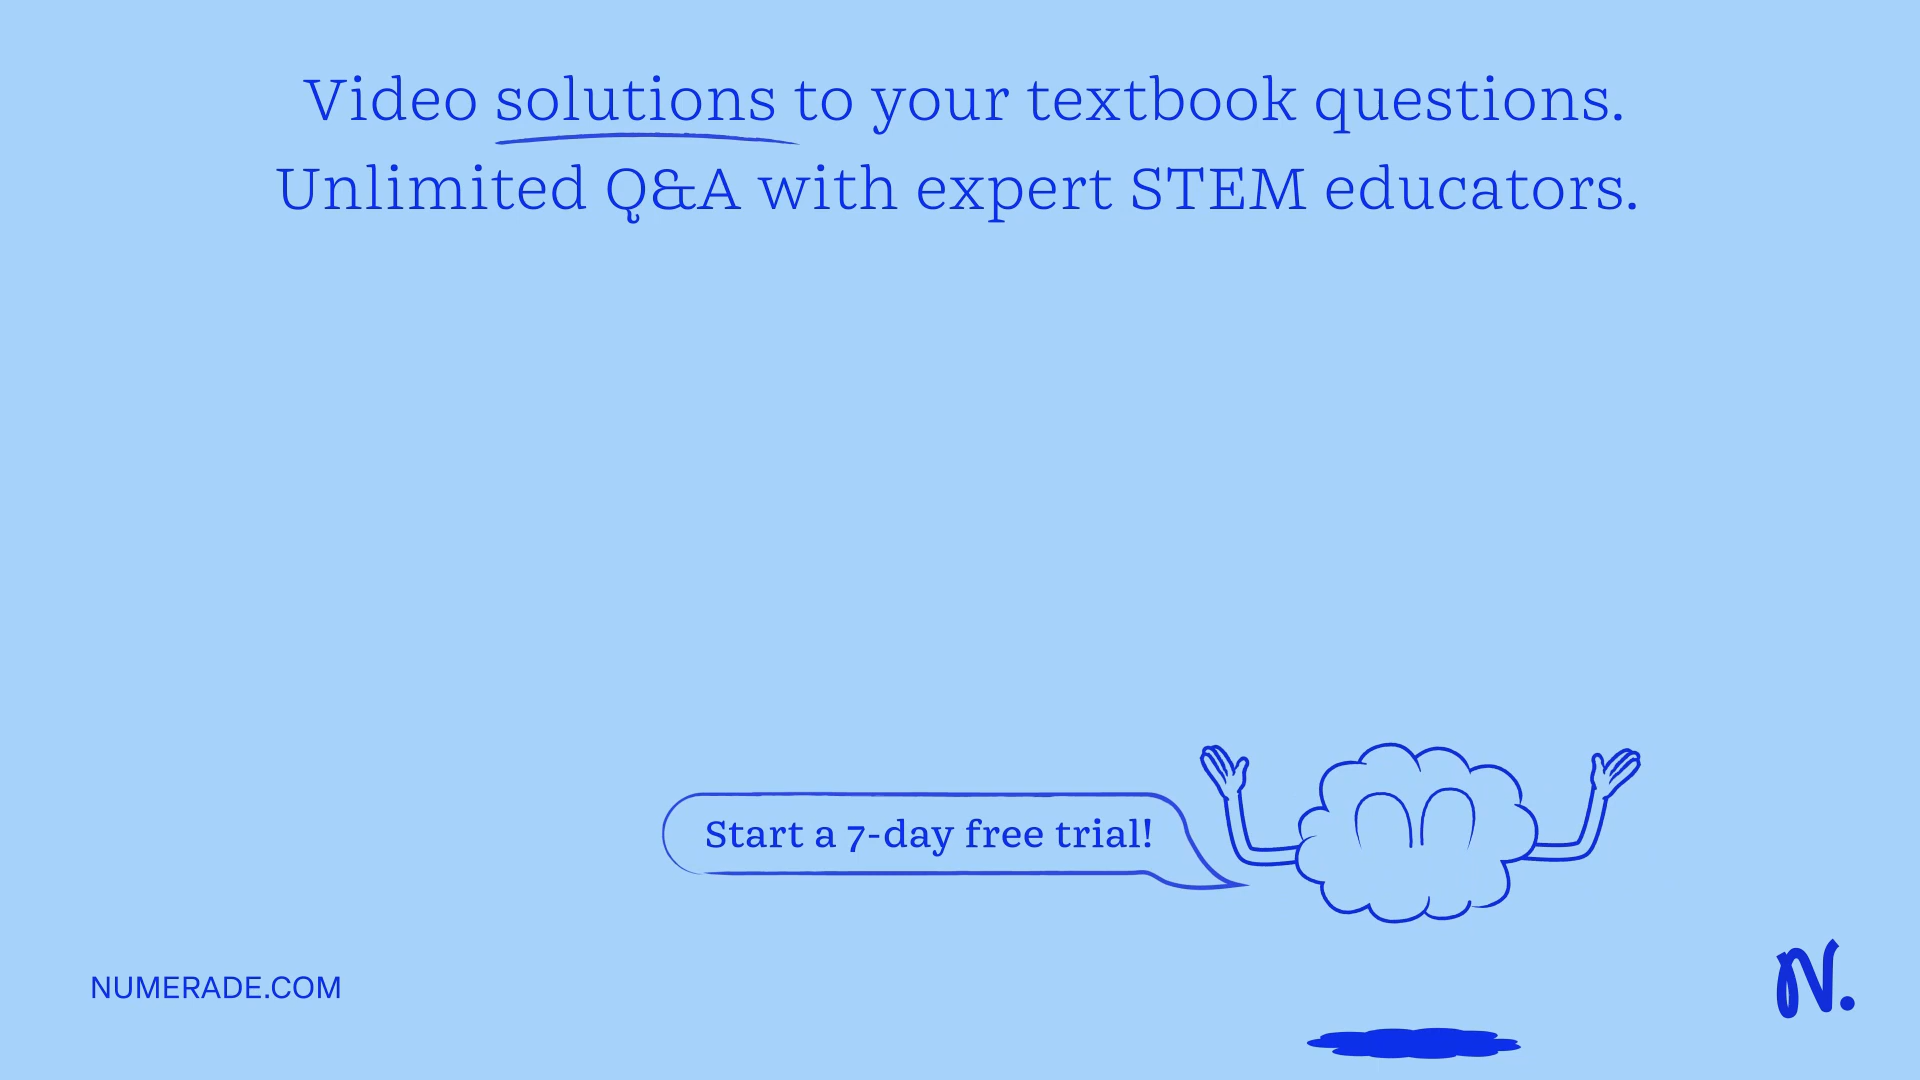 Video solutions to your textbook questions.
Unlimited Q&A with expert STEM educators.
Start a 7-day free trial!
NUMERADE.COM
N.